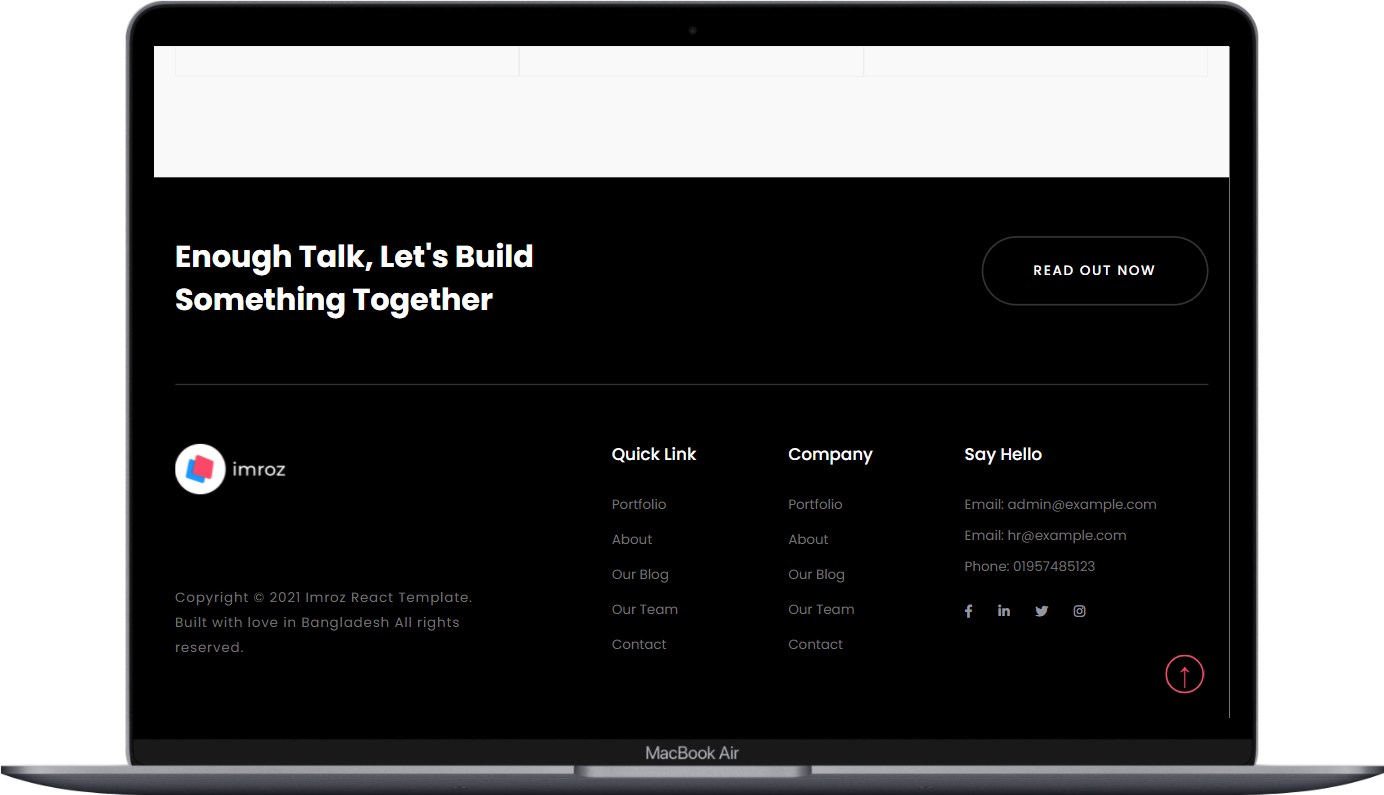 Enough Talk, Let's Build
Something Together
READ OUT NOW
imroz
Copyright © 2021 Imroz React Template.
Built with love in Bangladesh All rights
reserved.
Quick Link
Portfolio
About
Our Blog
Our Team
Contact
Company
Portfolio
About
Our Blog
Our Team
Contact
Say Hello
Email: admin@example.com
Email: hr@example.com
Phone: 01957485123
MacBook Air